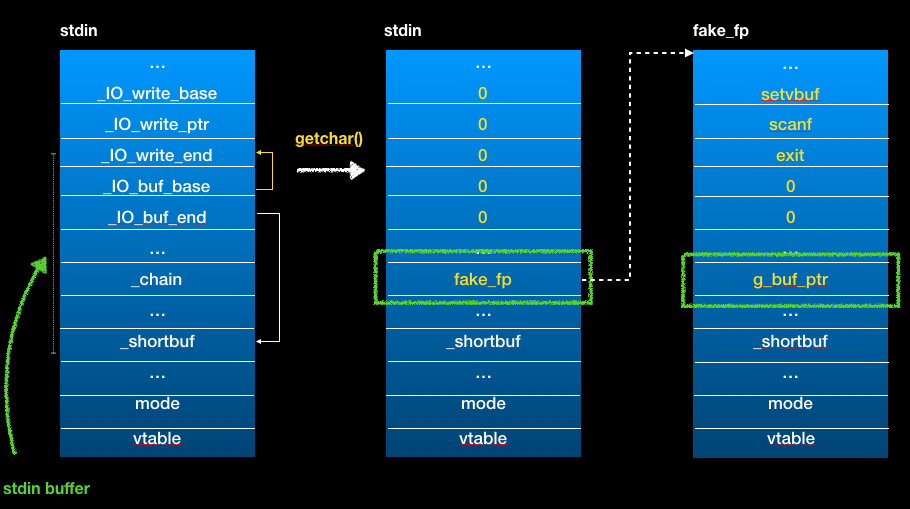 stdin
...
_IO_write_base
_IO_write_ptr
_IO_write_end
_IO_buf_base
_IO_buf_end
...
_chain
...
_shortbuf
...
mode
vtable
stdin buffer
getchar()
stdin
...
0
0
0
0
0
...
fake_fp
...
_shortbuf
...
mode
vtable
fake_fp
...
setvbuf
scanf
exit
0
0
...
g_buf_ptr
...
_shortbuf
...
mode
vtable